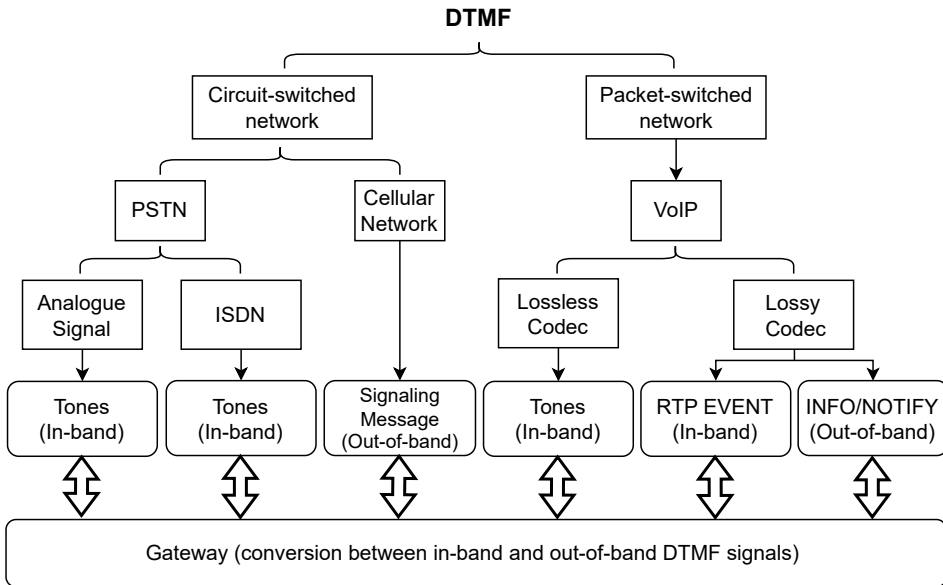 DTMF
Circuit-switched
network
Packet-switched
network
PSTN
Cellular
Network
VoIP
Analogue
Signal
ISDN
Lossless
Codec
Lossy
Codec
Tones
(In-band)
Tones
(In-band)
Signaling
Message
(Out-of-band)
Tones
(In-band)
RTP EVENT
(In-band)
INFO/NOTIFY
(Out-of-band)
Gateway (conversion between in-band and out-of-band DTMF signals)